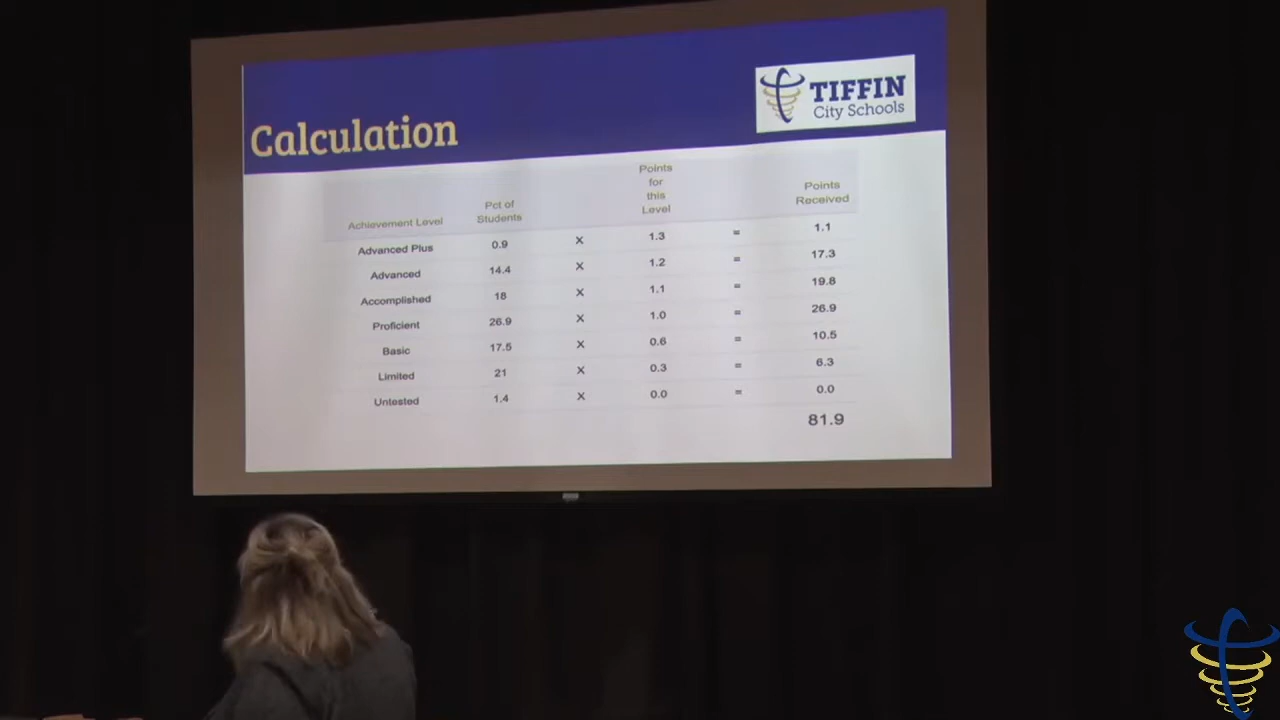 TIFFIN
City Schools
Calculation
Achievement Level Pct of Students Points for this Level Points Received
Advanced Plus 0.9 X 1.3 = 1.1
Advanced 14.4 X 1.2 = 17.3
Accomplished 18 X 1.1 = 19.8
Proficient 26.9 X 1.0 = 26.9
Basic 17.5 X 0.6 = 10.5
Limited 21 X 0.3 = 6.3
Untested 1.4 X 0.0 = 0.0
81.9